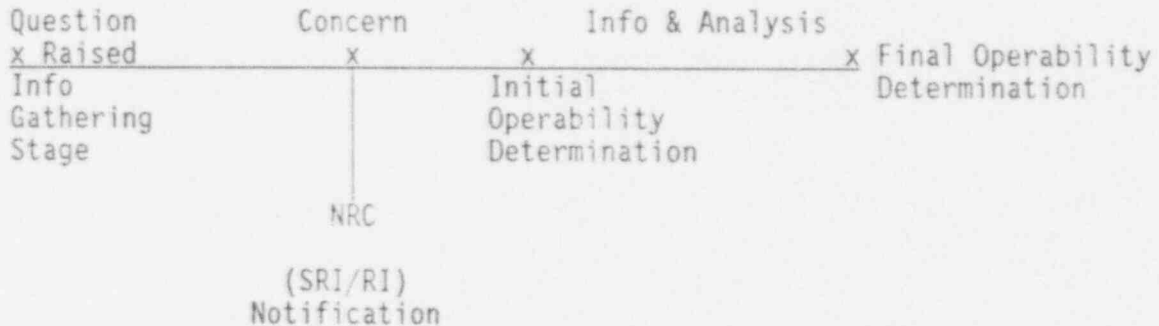 Question Concern Info & Analysis
x Raised x x x Final Operability
Info Initial Determination
Gathering Operability
Stage Determination
NRC
(SRI/RI)
Notification